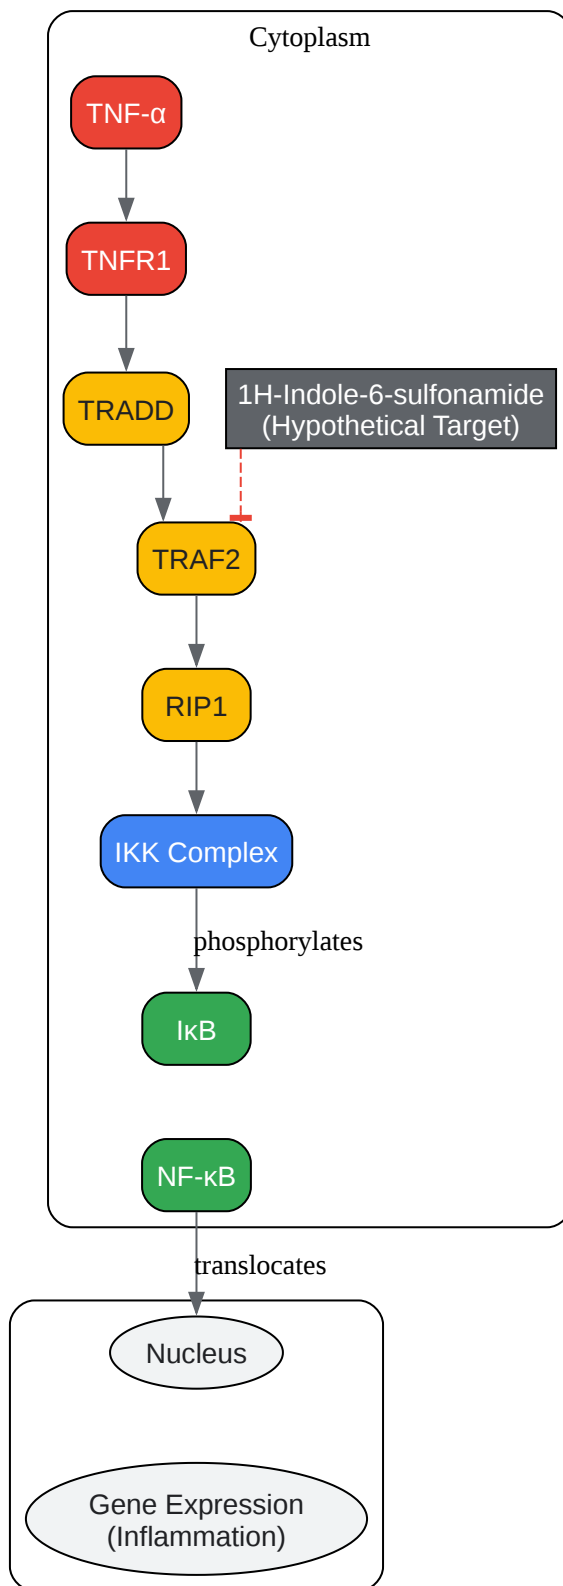 Cytoplasm
TNF-α
TNFR1
TRADD
1H-Indole-6-sulfonamide
(Hypothetical Target)
TRAF2
RIP1
IKK Complex
phosphorylates
IκB
NF-κB
translocates
Nucleus
Gene Expression
(Inflammation)